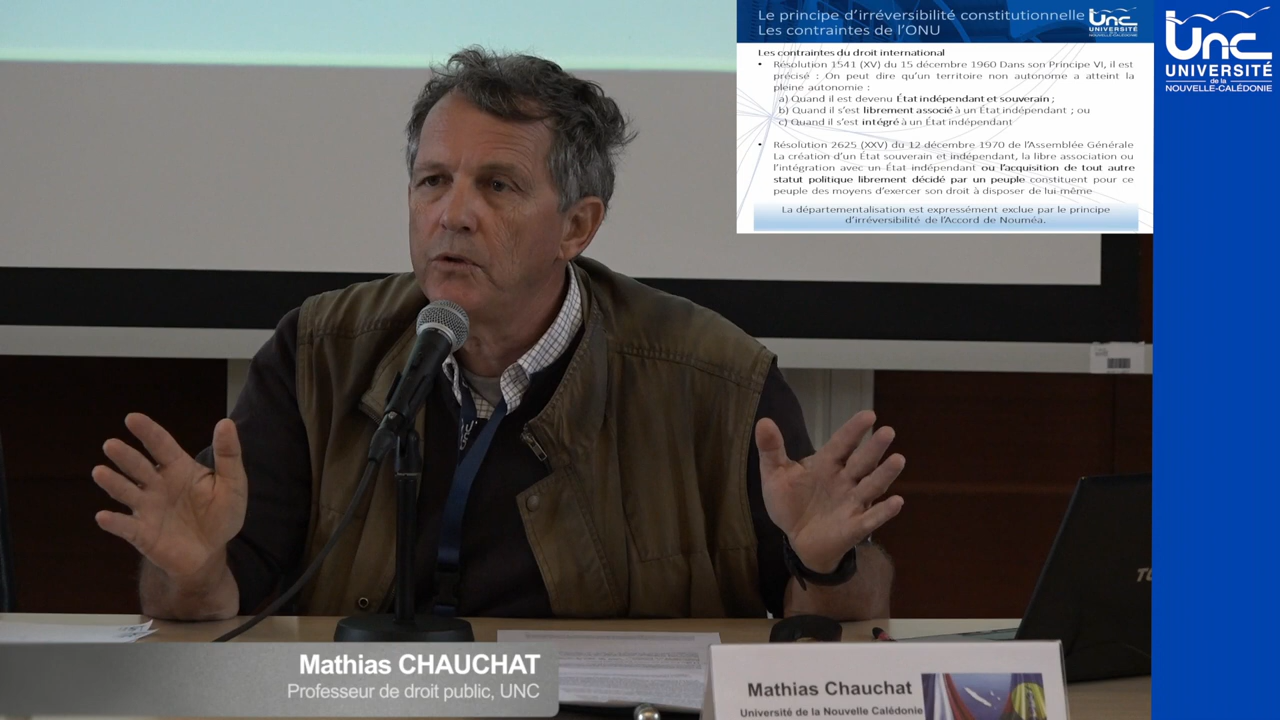 Le principe d'irréversibilité constitutionnelle
Les contraintes de l'ONU
unc
UNIVERSITÉ
DE LA
NOUVELLE-CALÉDONIE
Les contraintes du droit international
• Résolution 1541 (XV) du 15 décembre 1960 Dans son Principe VI, il est
précisé : On peut dire qu'un territoire non autonome a atteint la
pleine autonomie :
a) Quand il est devenu État indépendant et souverain ;
b) Quand il s'est librement associé à un État indépendant ; ou
c) Quand il s'est intégré à un État indépendant
• Résolution 2625 (XXV) du 12 décembre 1970 de l'Assemblée Générale
La création d'un État souverain et indépendant, la libre association ou
l'intégration avec un État indépendant ou l'acquisition de tout autre
statut politique librement décidé par un peuple constituent pour ce
peuple des moyens d'exercer son droit à disposer de lui-même
La départementalisation est expressément exclue par le principe
d'irréversibilité de l'Accord de Nouméa.
unc
UNIVERSITÉ
de la
NOUVELLE-CALÉDONIE
Mathias CHAUCHAT
Professeur de droit public, UNC
Mathias Chauchat
Université de la Nouvelle Calédonie